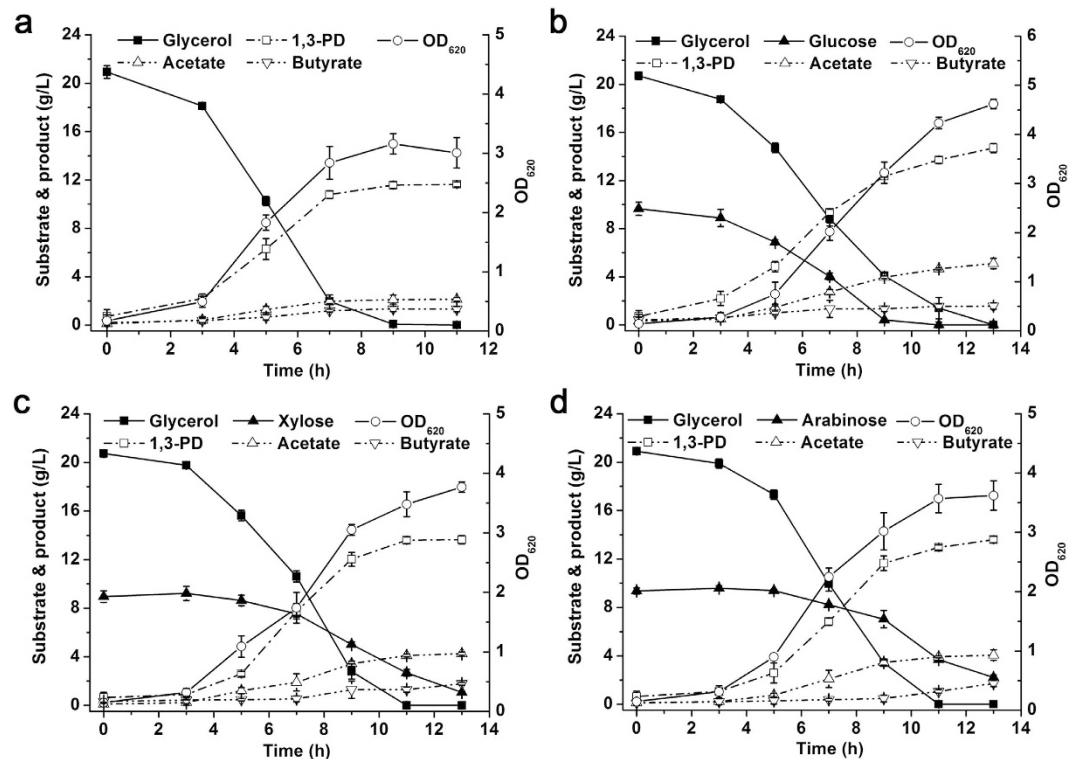 a
Glycerol 1,3-PD OD620
Acetate Butyrate
Substrate & product (g/L)
24
20
16
12
8
4
0
5
4
3
2
1
0
OD620
0 2 4 6 8 10 12
Time (h)
b
Glycerol Glucose OD620
1,3-PD Acetate Butyrate
Substrate & product (g/L)
24
20
16
12
8
4
0
6
5
4
3
2
1
0
OD620
0 2 4 6 8 10 12 14
Time (h)
c
Glycerol Xylose OD620
1,3-PD Acetate Butyrate
Substrate & product (g/L)
24
20
16
12
8
4
0
5
4
3
2
1
0
OD620
0 2 4 6 8 10 12 14
Time (h)
d
Glycerol Arabinose OD620
1,3-PD Acetate Butyrate
Substrate & product (g/L)
24
20
16
12
8
4
0
5
4
3
2
1
0
OD620
0 2 4 6 8 10 12 14
Time (h)